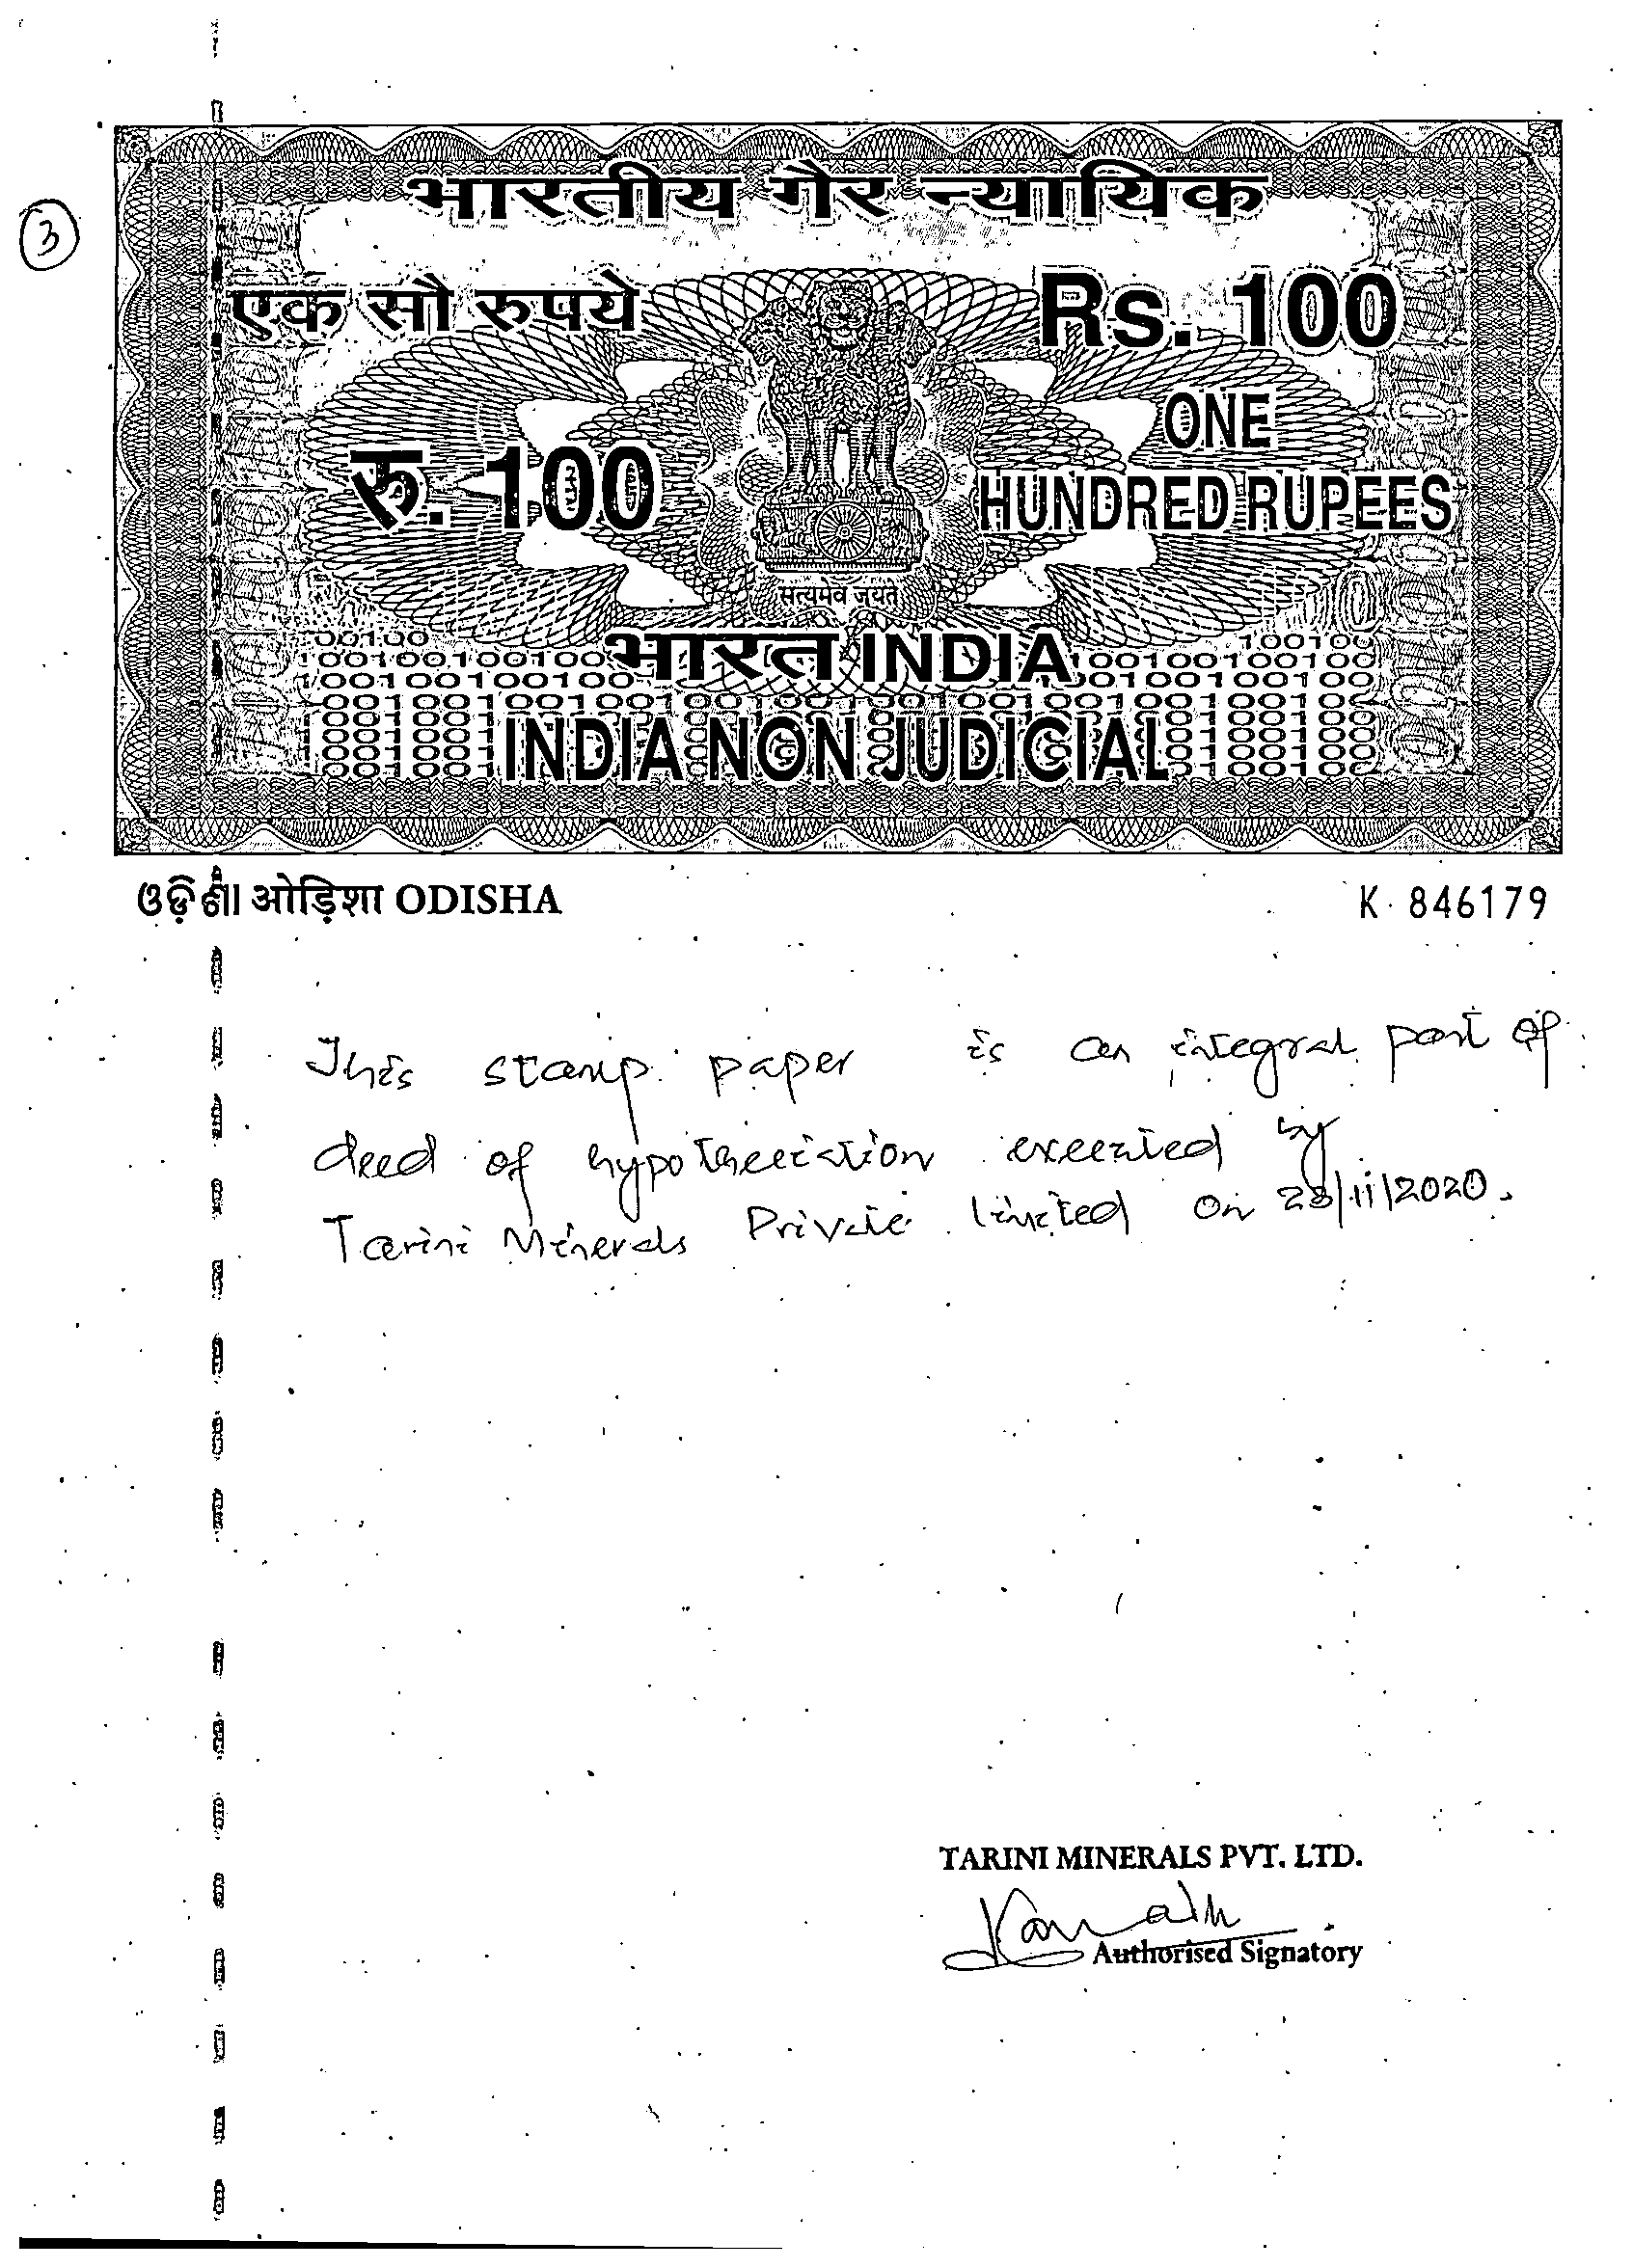 3
भारतीय गैर न्यायिक
एक सौ रुपये
Rs. 100
ONE
रु. 100
HUNDRED RUPEES
सत्यमेव जयते
भारत INDIA
INDIA NON JUDICIAL
ଓଡ଼ିଶା ओड़िशा ODISHA
K 846179
This stamp paper is an integral part of
deed of hypothecation executed by
Tarini Minerals Private limited on /11/2020.
TARINI MINERALS PVT. LTD.
Authorised Signatory